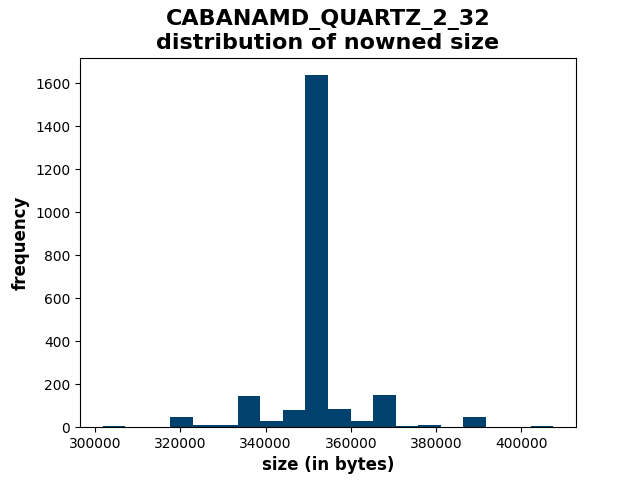 CABANAMD_QUARTZ_2_32
distribution of nowned size
frequency
1600
1400
1200
1000
800
600
400
200
0
300000 320000 340000 360000 380000 400000
size (in bytes)